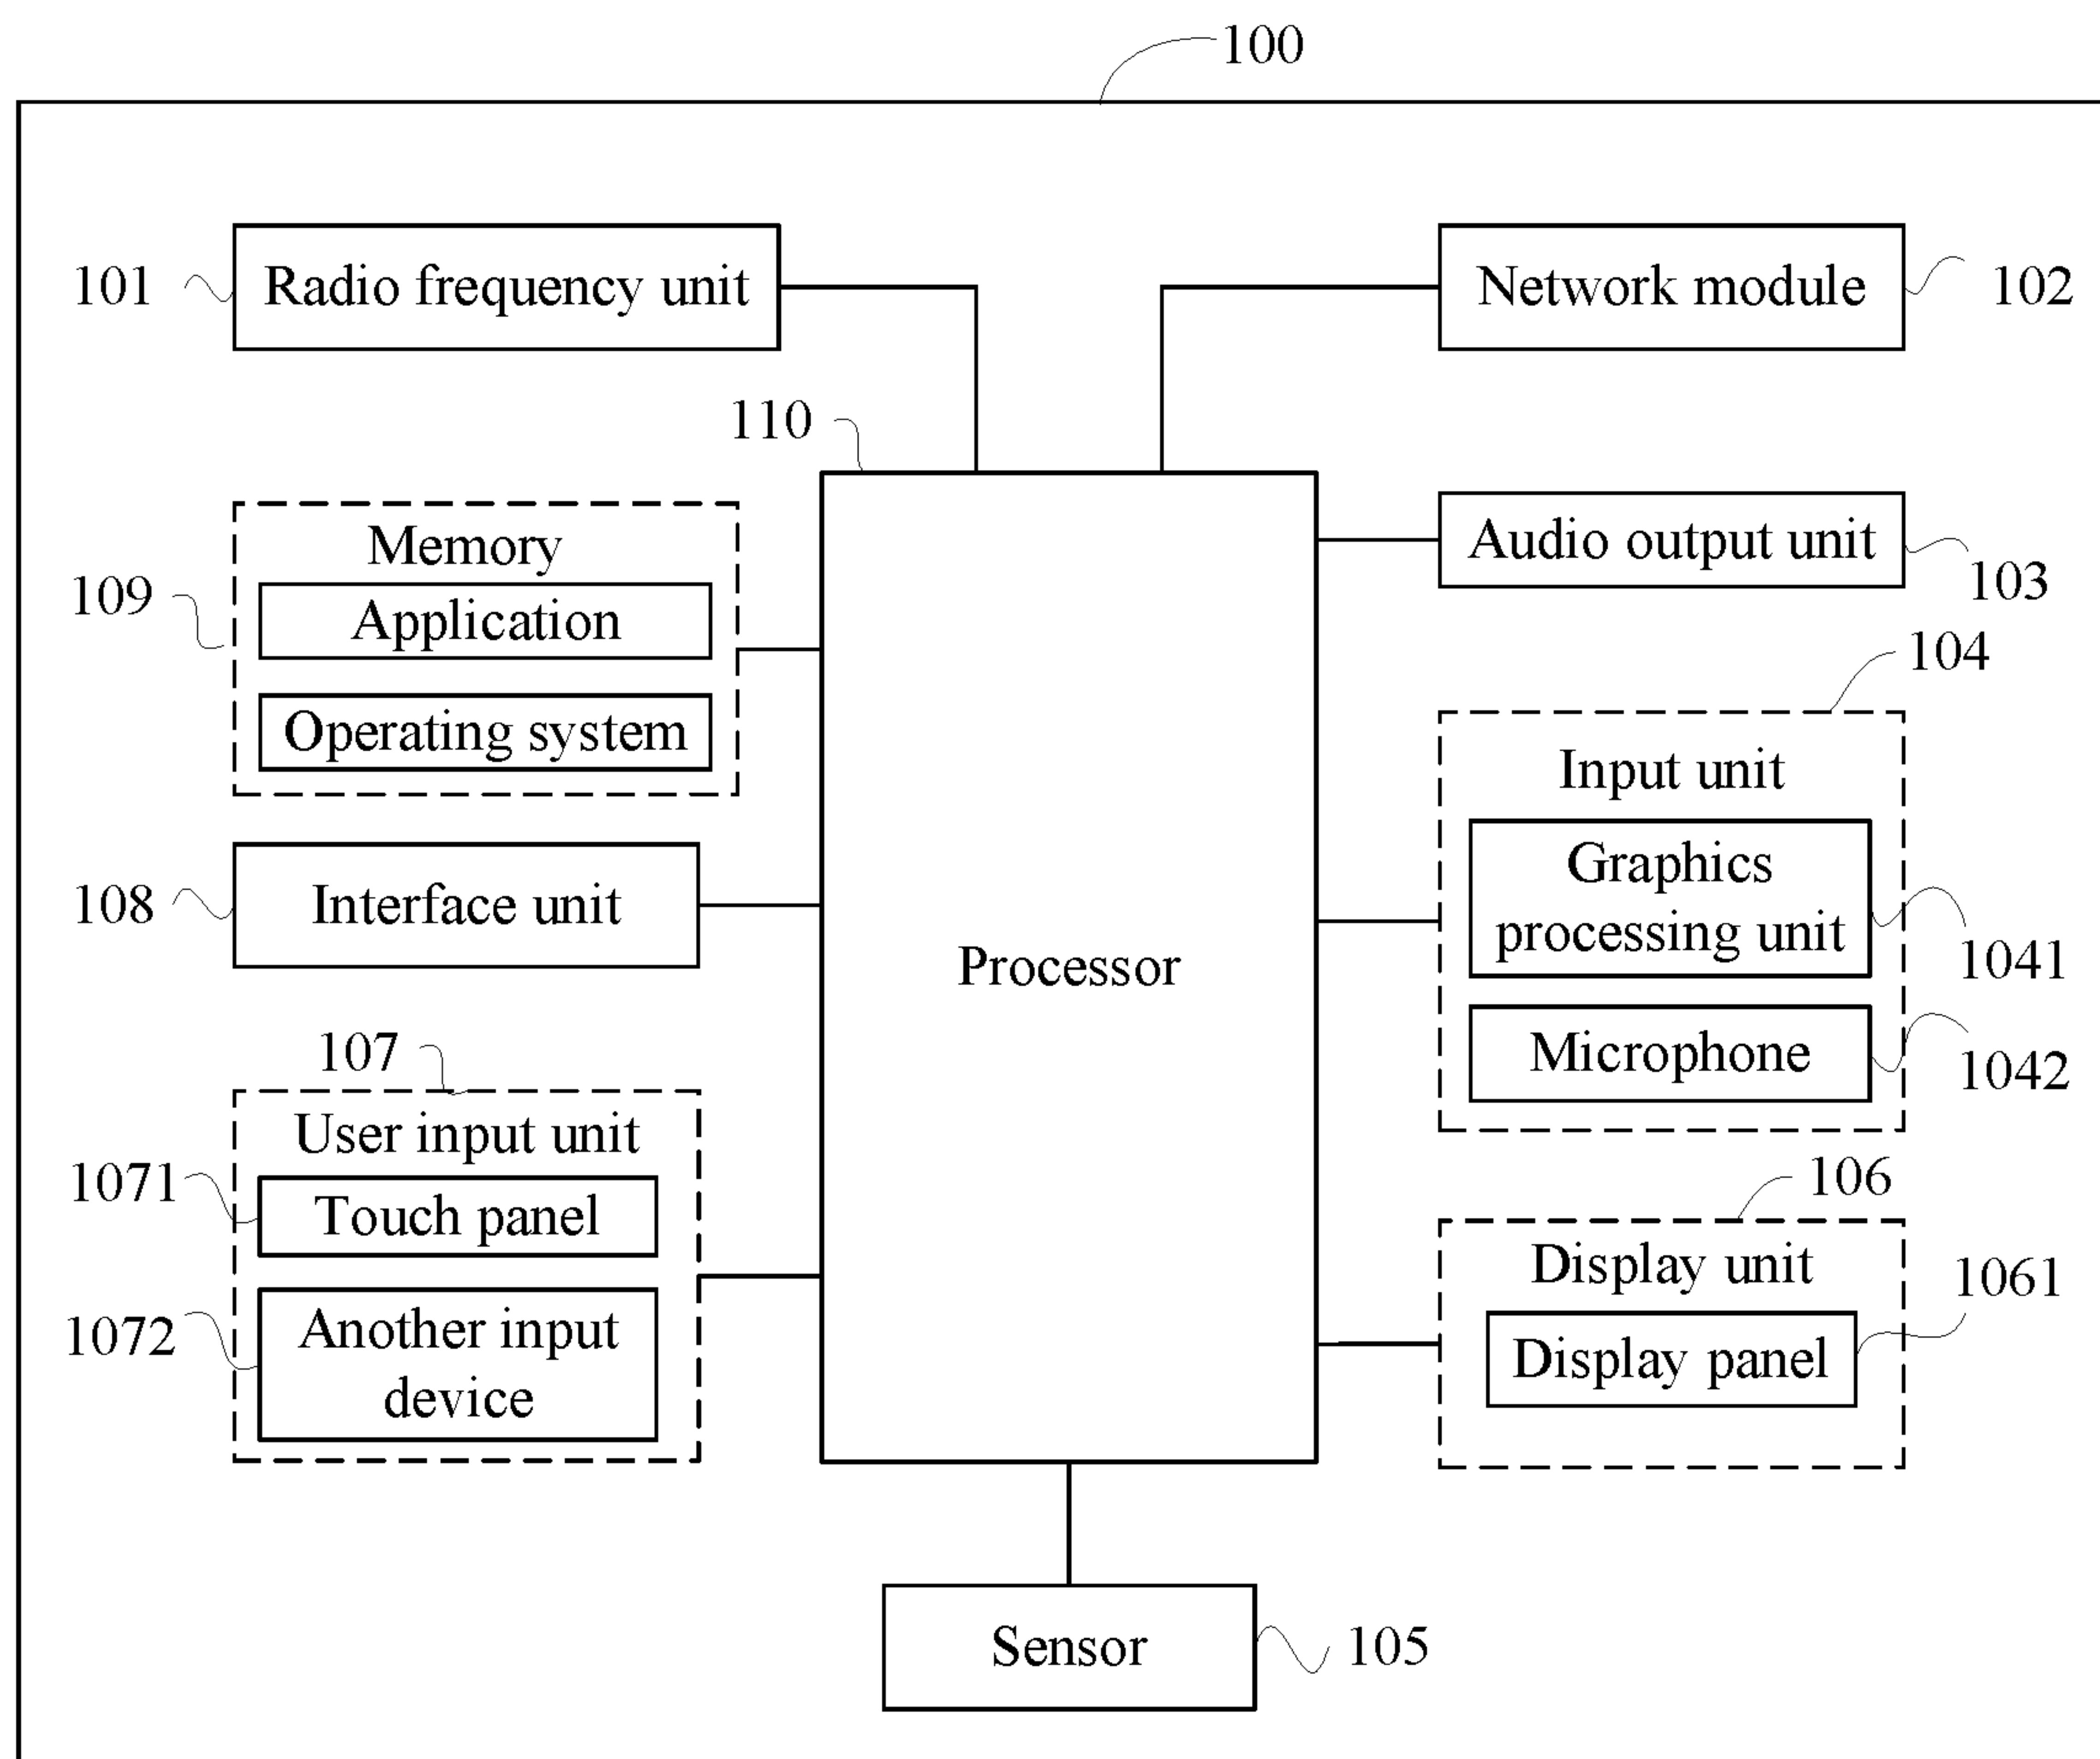 100
101
Radio frequency unit
Network module
102
110
Memory
Audio output unit
109
Application
103
104
Operating system
Input unit
Graphics
processing unit
108
Interface unit
1041
Processor
107
Microphone
1042
User input unit
1071
Touch panel
106
Display unit
1061
1072
Another input
device
Display panel
Sensor
105